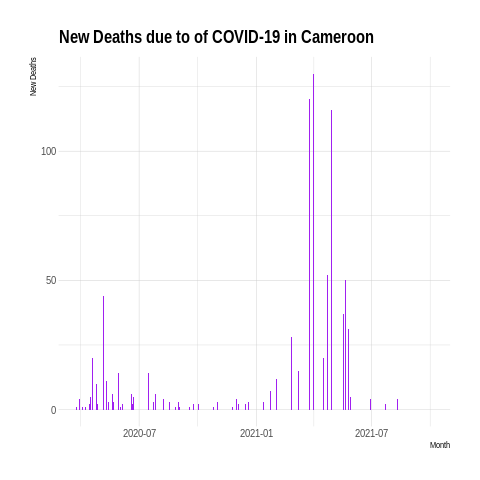 New Deaths due to of COVID-19 in Cameroon
New Deaths
100
50
0
2020-07
2021-01
2021-07
Month